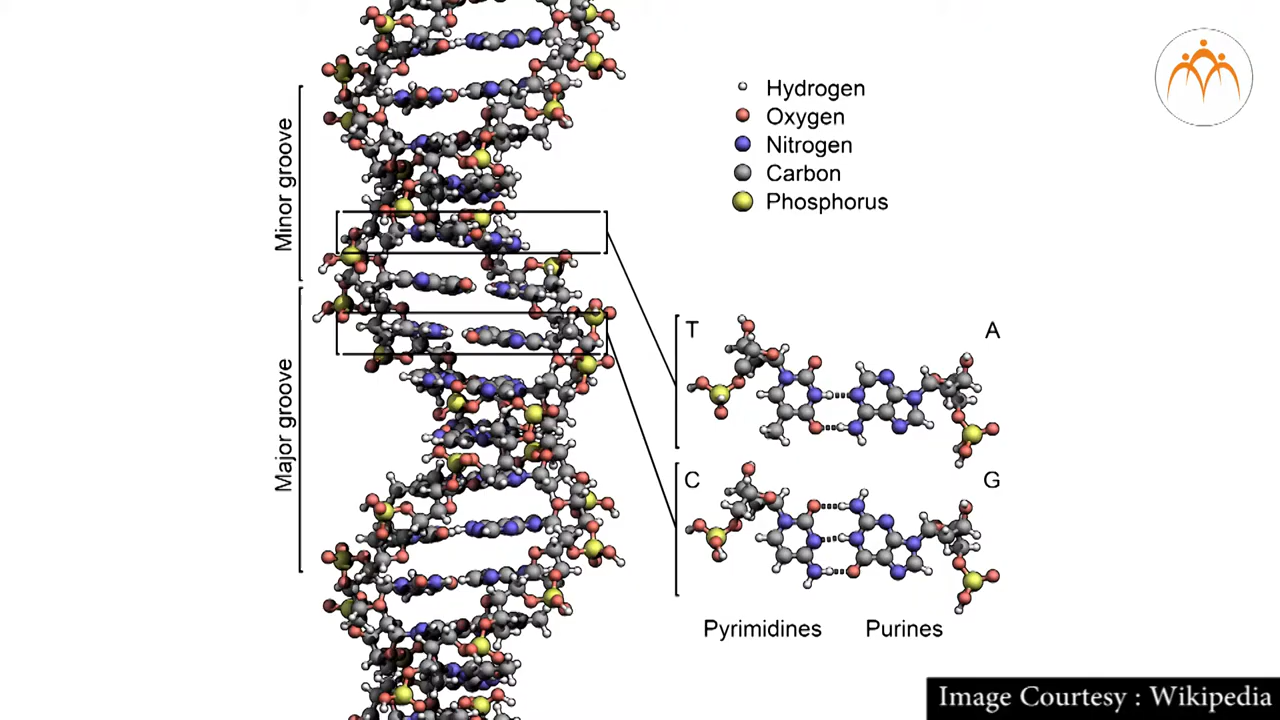 Hydrogen
Oxygen
Nitrogen
Carbon
Phosphorus
Minor groove
Major groove
T A
C G
Pyrimidines Purines
Image Courtesy : Wikipedia